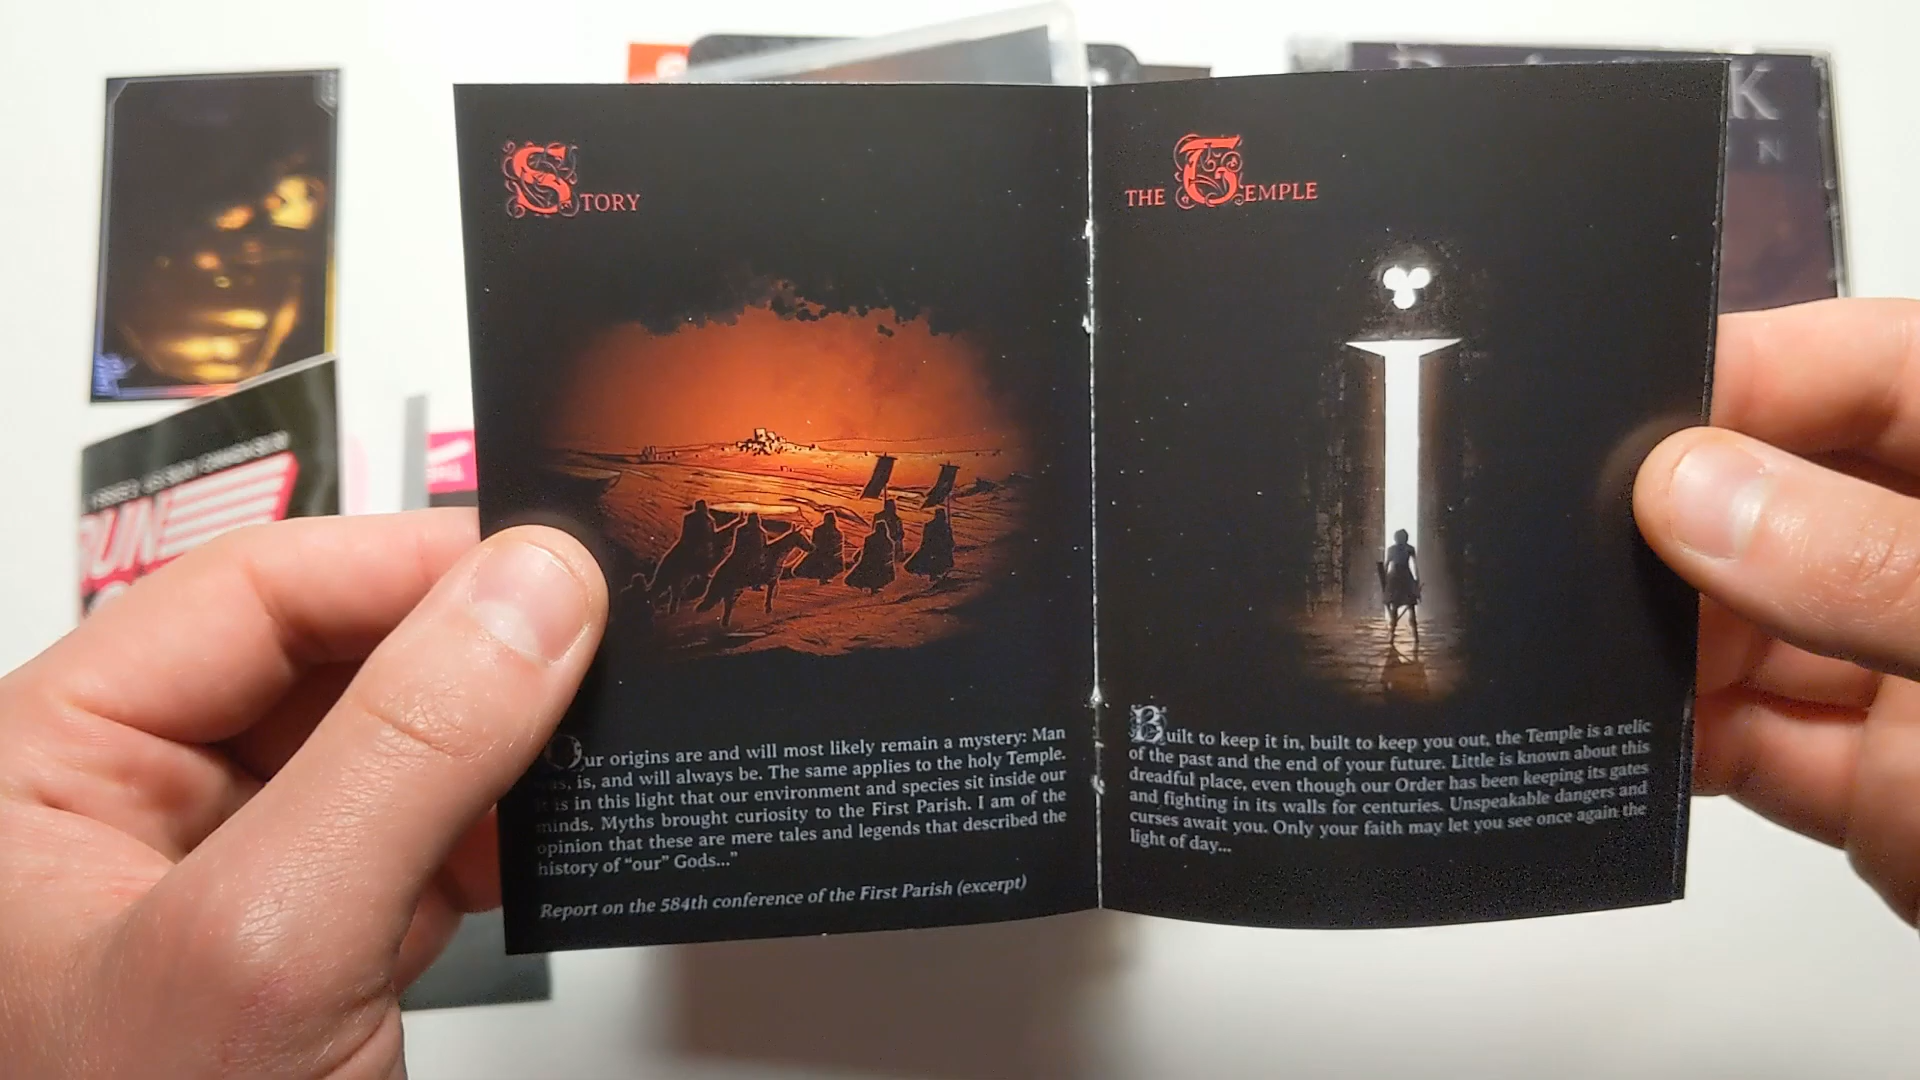 STORY
Our origins are and will most likely remain a mystery: Man
is, and will always be. The same applies to the holy Temple.
It is in this light that our environment and species sit inside our
minds. Myths brought curiosity to the First Parish. I am of the
opinion that these are mere tales and legends that described the
history of “our” Gods...”
Report on the 584th conference of the First Parish (excerpt)
THE TEMPLE
Built to keep it in, built to keep you out, the Temple is a relic
of the past and the end of your future. Little is known about this
dreadful place, even though our Order has been keeping its gates
and fighting in its walls for centuries. Unspeakable dangers and
curses await you. Only your faith may let you see once again the
light of day...
RUN
K
N